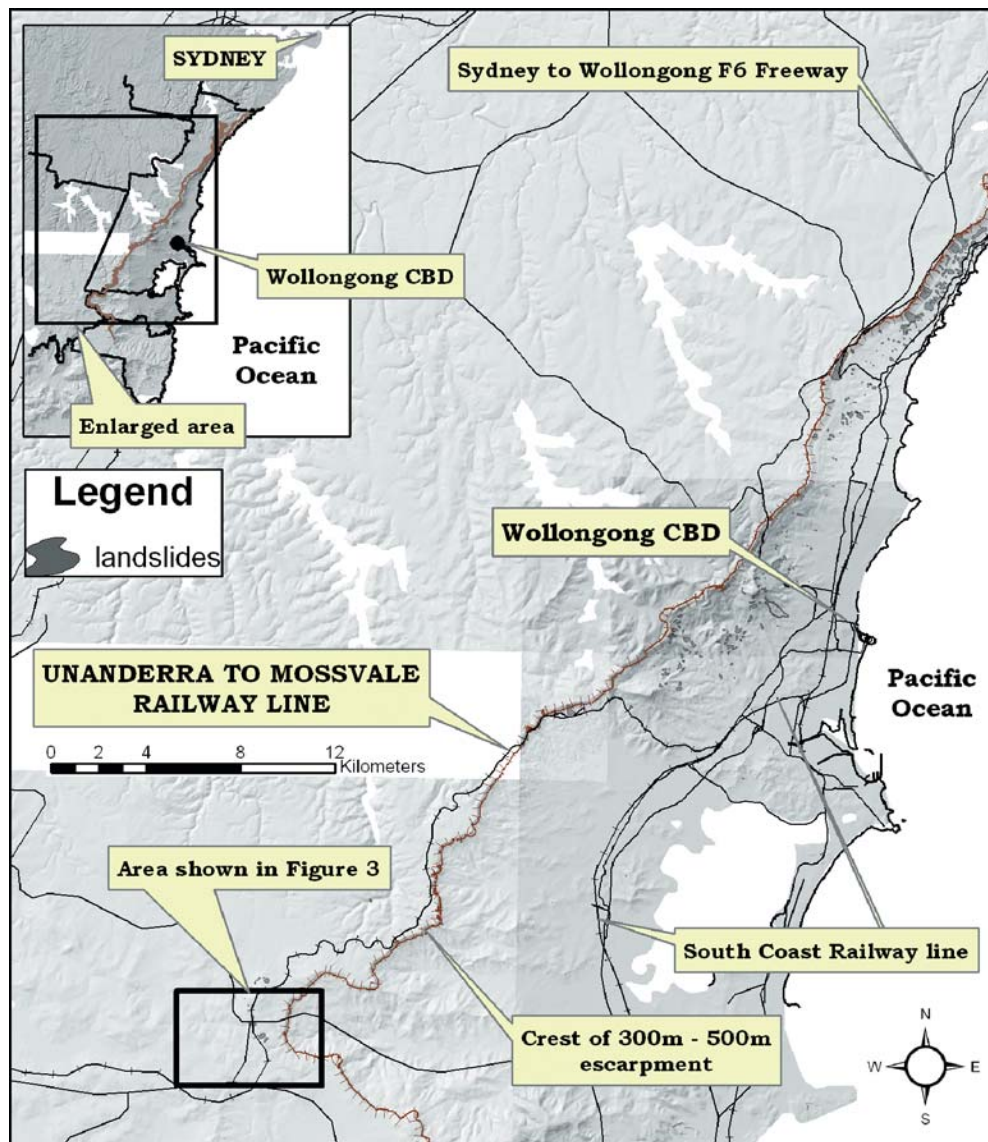 SYDNEY
Sydney to Wollongong F6 Freeway
Wollongong CBD
Pacific
Ocean
Enlarged area
Legend
landslides
Wollongong CBD
UNANDERRA TO MOSSVALE
RAILWAY LINE
Pacific
Ocean
0 2 4 8 12
Kilometers
Area shown in Figure 3
South Coast Railway line
Crest of 300m - 500m
escarpment
N
W E
S